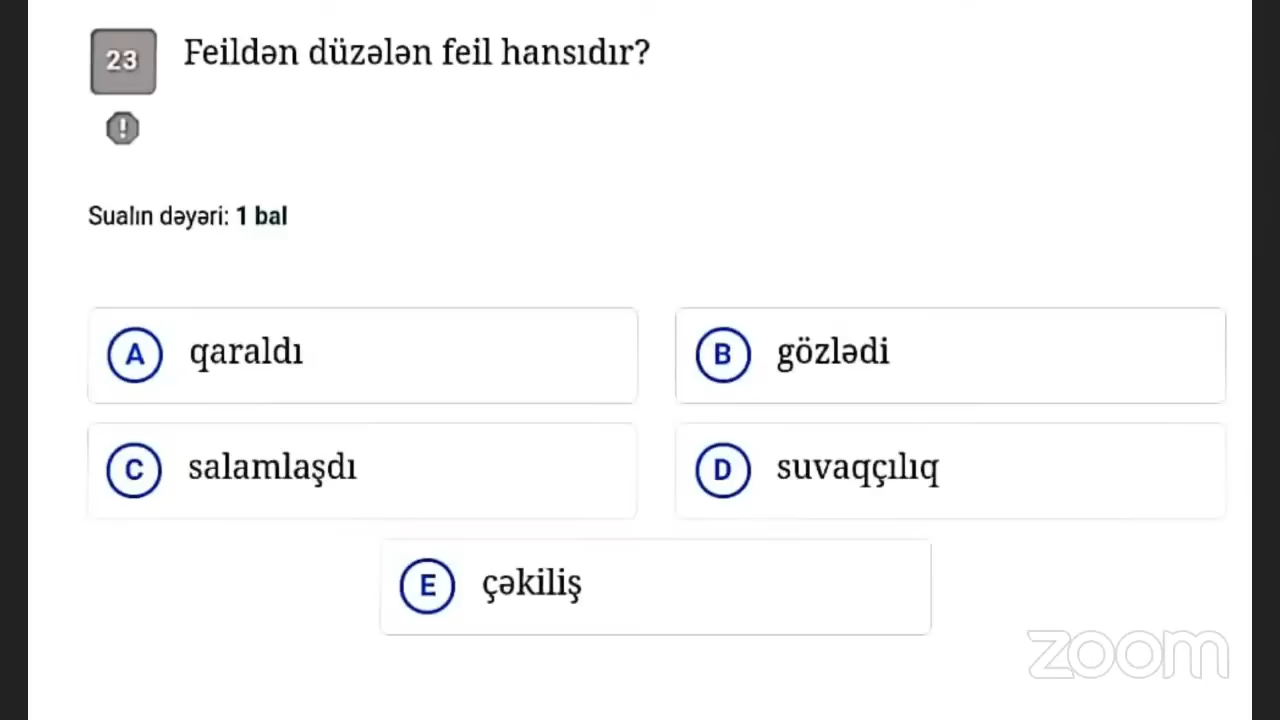 23 Feildən düzələn feil hansıdır?
!
Sualın dəyəri: 1 bal
A qaraldı
B gözlədi
C salamlaşdı
D suvaqçılıq
E çəkiliş
zoom